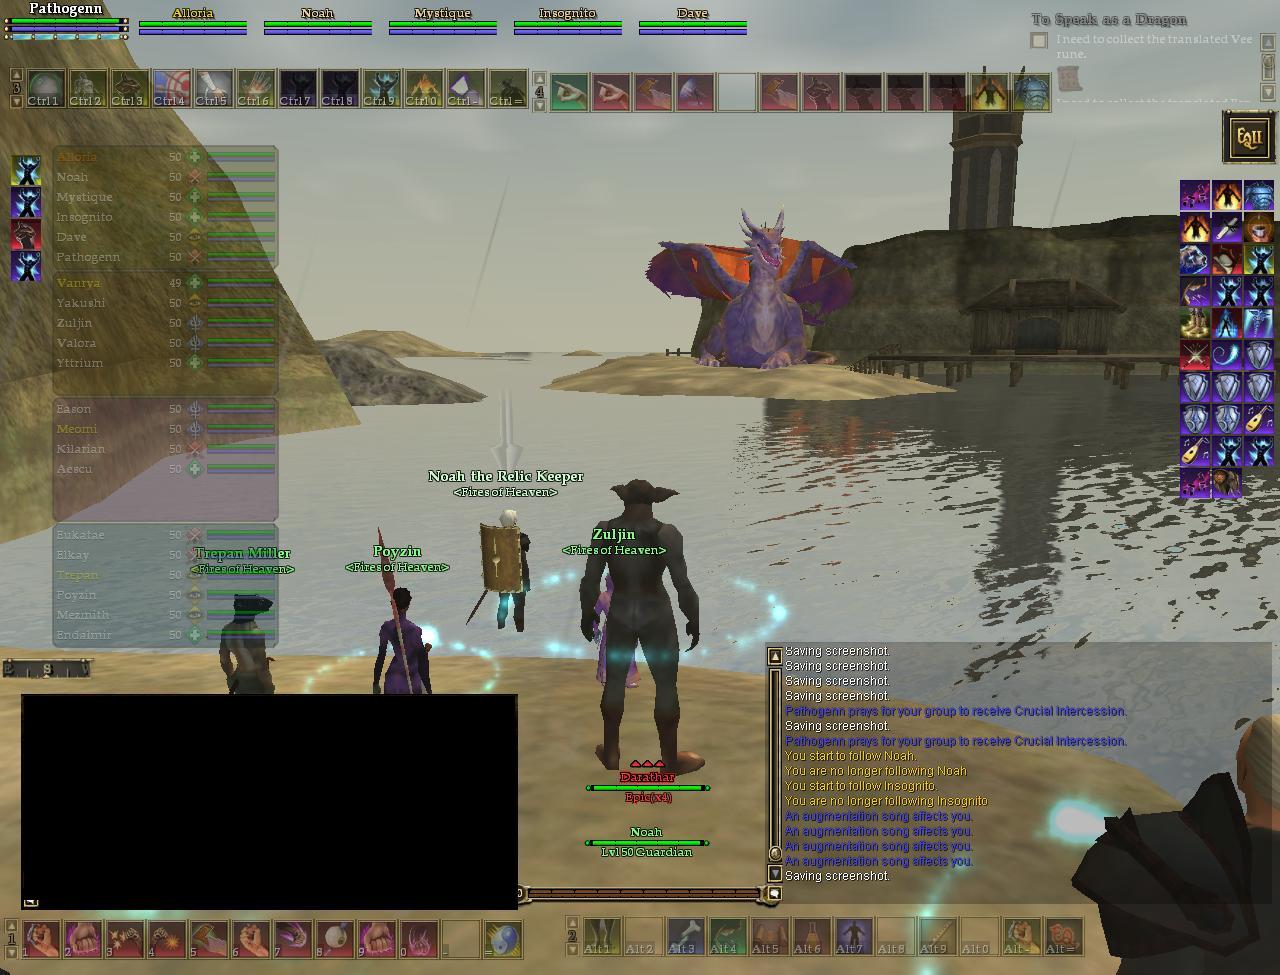 Pathogenn
Alloria
Noah
Mystique
Insognito
Dave
To Speak as a Dragon
I need to collect the translated Vee
rune.
3
Ctrl1 Ctrl2 Ctrl3 Ctrl4 Ctrl5 Ctrl6 Ctrl7 Ctrl8 Ctrl9 Ctrl0 Ctrl- Ctrl=
4
EQII
Alloria 50
Noah 50
Mystique 50
Insognito 50
Dave 50
Pathogenn 50
Vanrya 49
Yakushi 50
Zuljin 50
Valora 50
Yttrium 50
Eason 50
Meomi 50
Kilarian 50
Aescu 50
Eukatae 50
Elkay 50
Trepan 50
Poyzin 50
Mezmith 50
Endalmir 50
Noah the Relic Keeper
<Fires of Heaven>
Zuljin
<Fires of Heaven>
Poyzin
<Fires of Heaven>
Trepan Miller
<Fires of Heaven>
S
Darathar
Epic(x4)
Noah
Lvl 50 Guardian
Saving screenshot.
Saving screenshot.
Saving screenshot.
Saving screenshot.
Pathogenn prays for your group to receive Crucial Intercession.
Saving screenshot.
Pathogenn prays for your group to receive Crucial Intercession.
You start to follow Noah.
You are no longer following Noah
You start to follow Insognito.
You are no longer following Insognito
An augmentation song affects you.
An augmentation song affects you.
An augmentation song affects you.
An augmentation song affects you.
Saving screenshot.
1
1 2 3 4 5 6 7 8 9 0 - =
2
Alt1 Alt2 Alt3 Alt4 Alt5 Alt6 Alt7 Alt8 Alt9 Alt0 Alt- Alt=